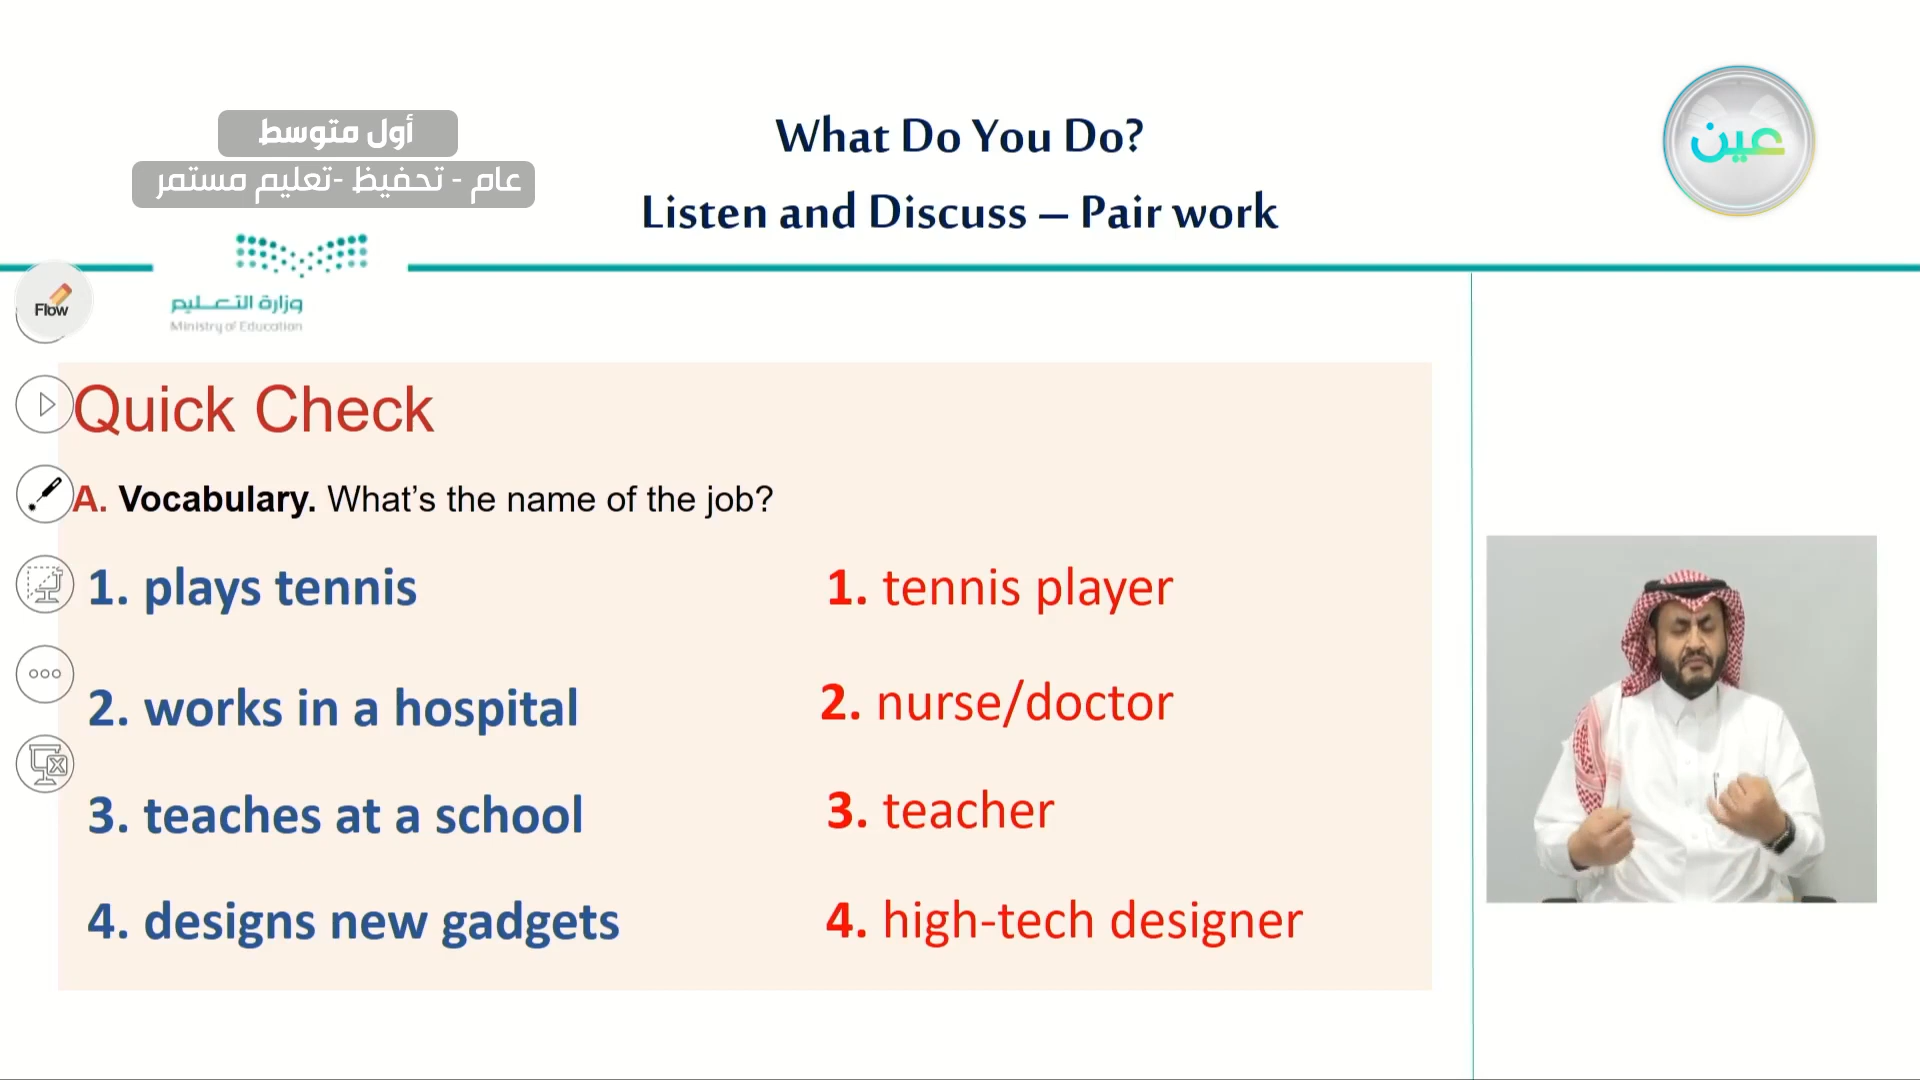 أول متوسط
عام - تحفيظ -تعليم مستمر
What Do You Do?
Listen and Discuss – Pair work
عين
وزارة التعليم
Ministry of Education
Flow
Quick Check
A. Vocabulary. What’s the name of the job?
1. plays tennis
1. tennis player
2. works in a hospital
2. nurse/doctor
3. teaches at a school
3. teacher
4. designs new gadgets
4. high-tech designer